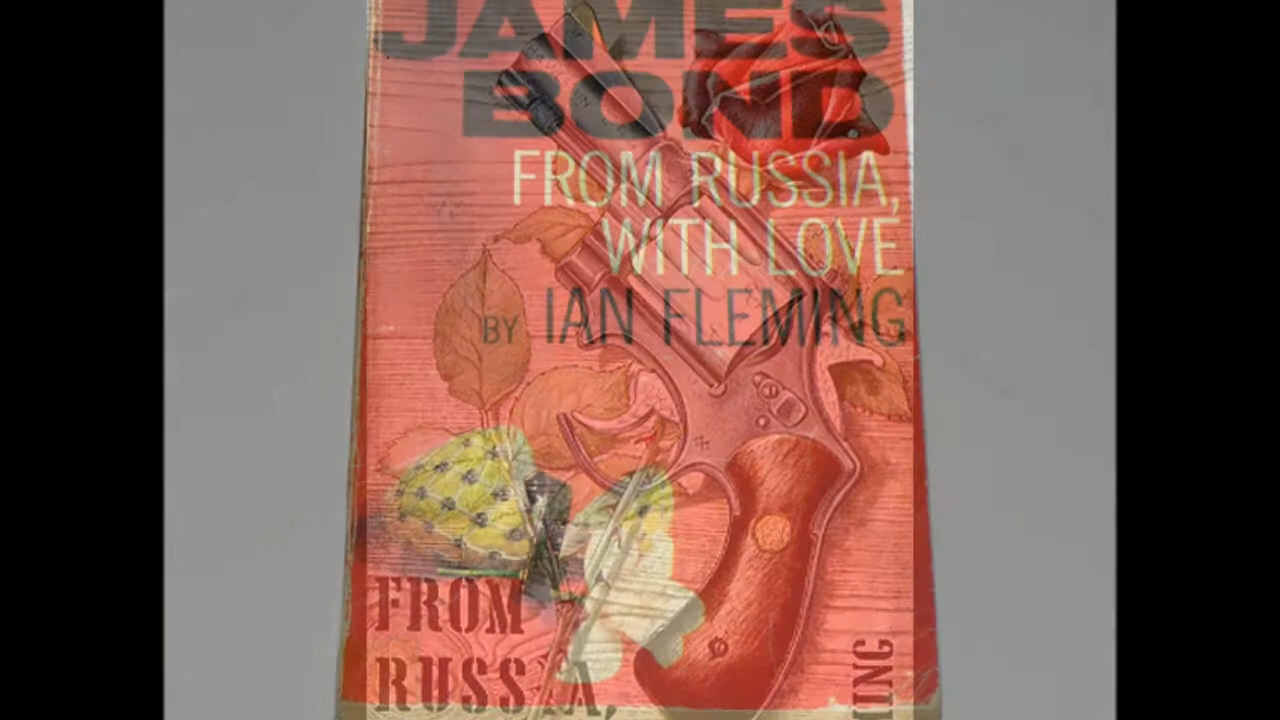 JAMES
BOND
FROM RUSSIA,
WITH LOVE
BY IAN FLEMING
FROM
RUSSIA,